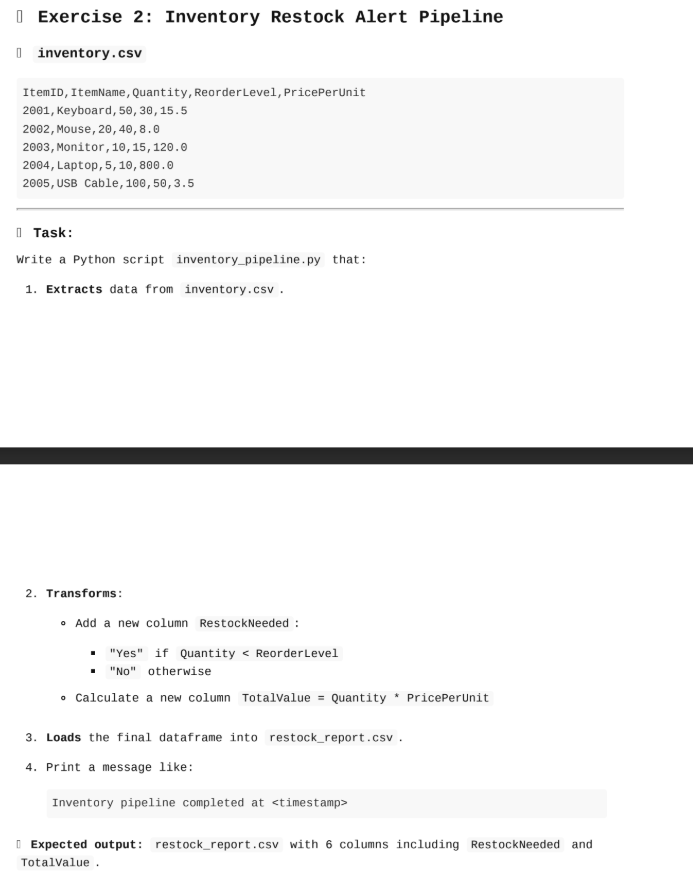 Exercise 2: Inventory Restock Alert Pipeline
inventory.csv
ItemID,ItemName,Quantity,ReorderLevel,PricePerUnit
2001,Keyboard,50,30,15.5
2002,Mouse,20,40,8.0
2003,Monitor,10,15,120.0
2004,Laptop,5,10,800.0
2005,USB Cable,100,50,3.5
Task:
Write a Python script inventory_pipeline.py that:
1. Extracts data from inventory.csv.
2. Transforms:
Add a new column RestockNeeded:
"Yes" if Quantity < ReorderLevel
"No" otherwise
Calculate a new column TotalValue = Quantity * PricePerUnit
3. Loads the final dataframe into restock_report.csv.
4. Print a message like:
Inventory pipeline completed at <timestamp>
Expected output: restock_report.csv with 6 columns including RestockNeeded and
TotalValue.